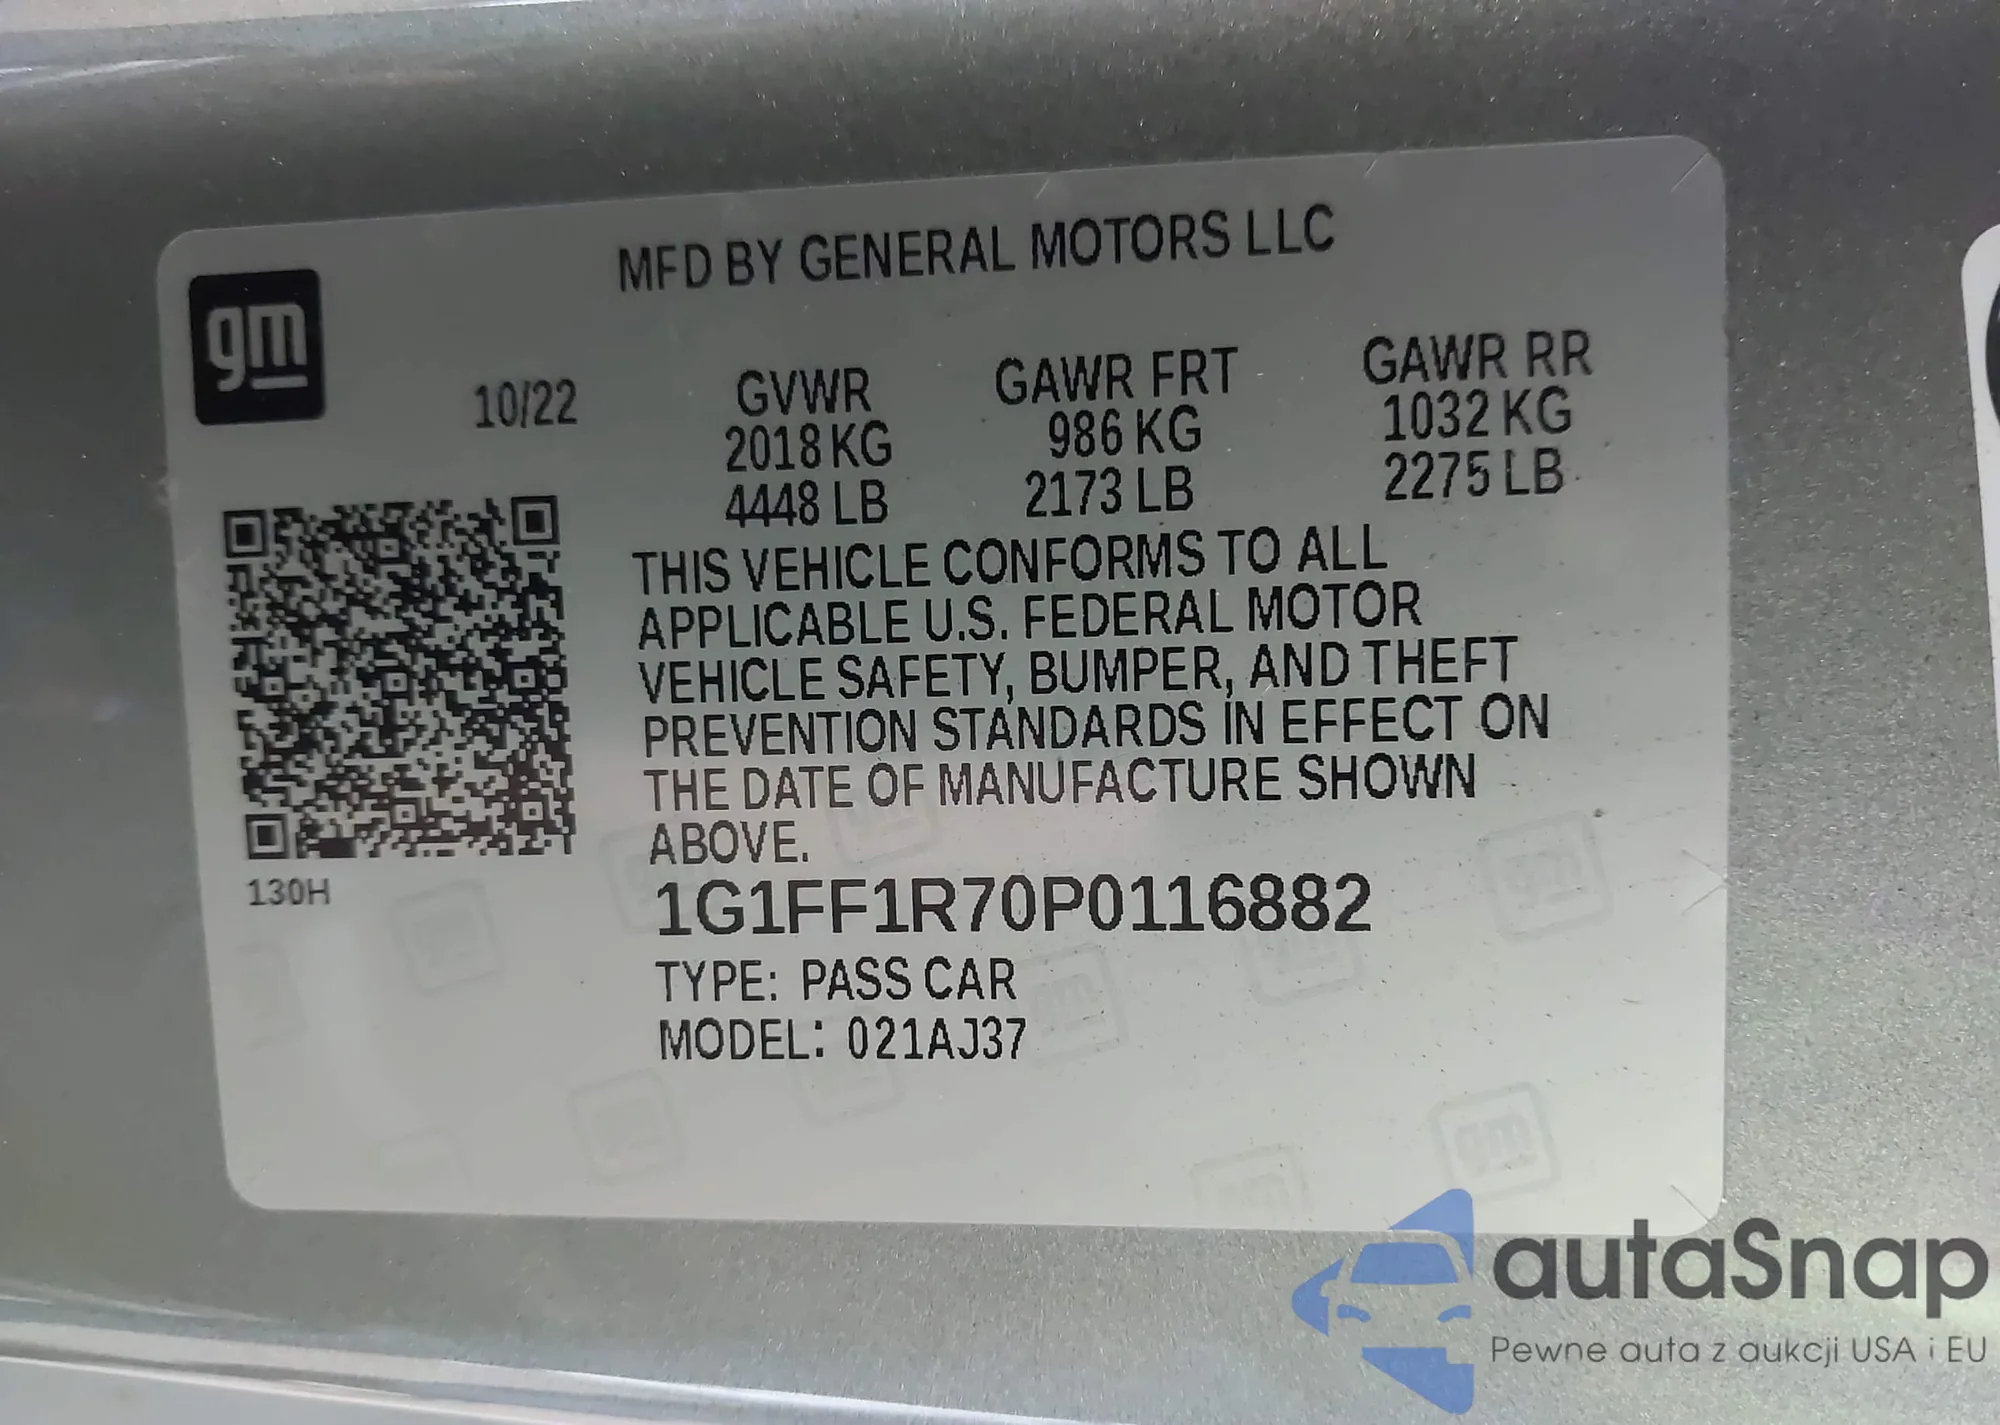 gm
MFD BY GENERAL MOTORS LLC
10/22
GVWR
2018 KG
4448 LB
GAWR FRT
986 KG
2173 LB
GAWR RR
1032 KG
2275 LB
THIS VEHICLE CONFORMS TO ALL
APPLICABLE U.S. FEDERAL MOTOR
VEHICLE SAFETY, BUMPER, AND THEFT
PREVENTION STANDARDS IN EFFECT ON
THE DATE OF MANUFACTURE SHOWN
ABOVE.
130H
1G1FF1R70P0116882
TYPE: PASS CAR
MODEL: 021AJ37
autaSnap
Pewne auta z aukcji USA i EU